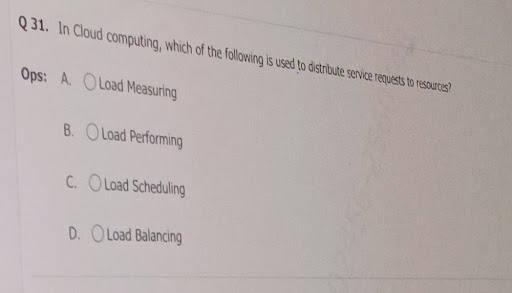 Q 31. In Cloud computing, which of the following is used to distribute service requests to resources?
Ops: A. Load Measuring
B. Load Performing
C. Load Scheduling
D. Load Balancing